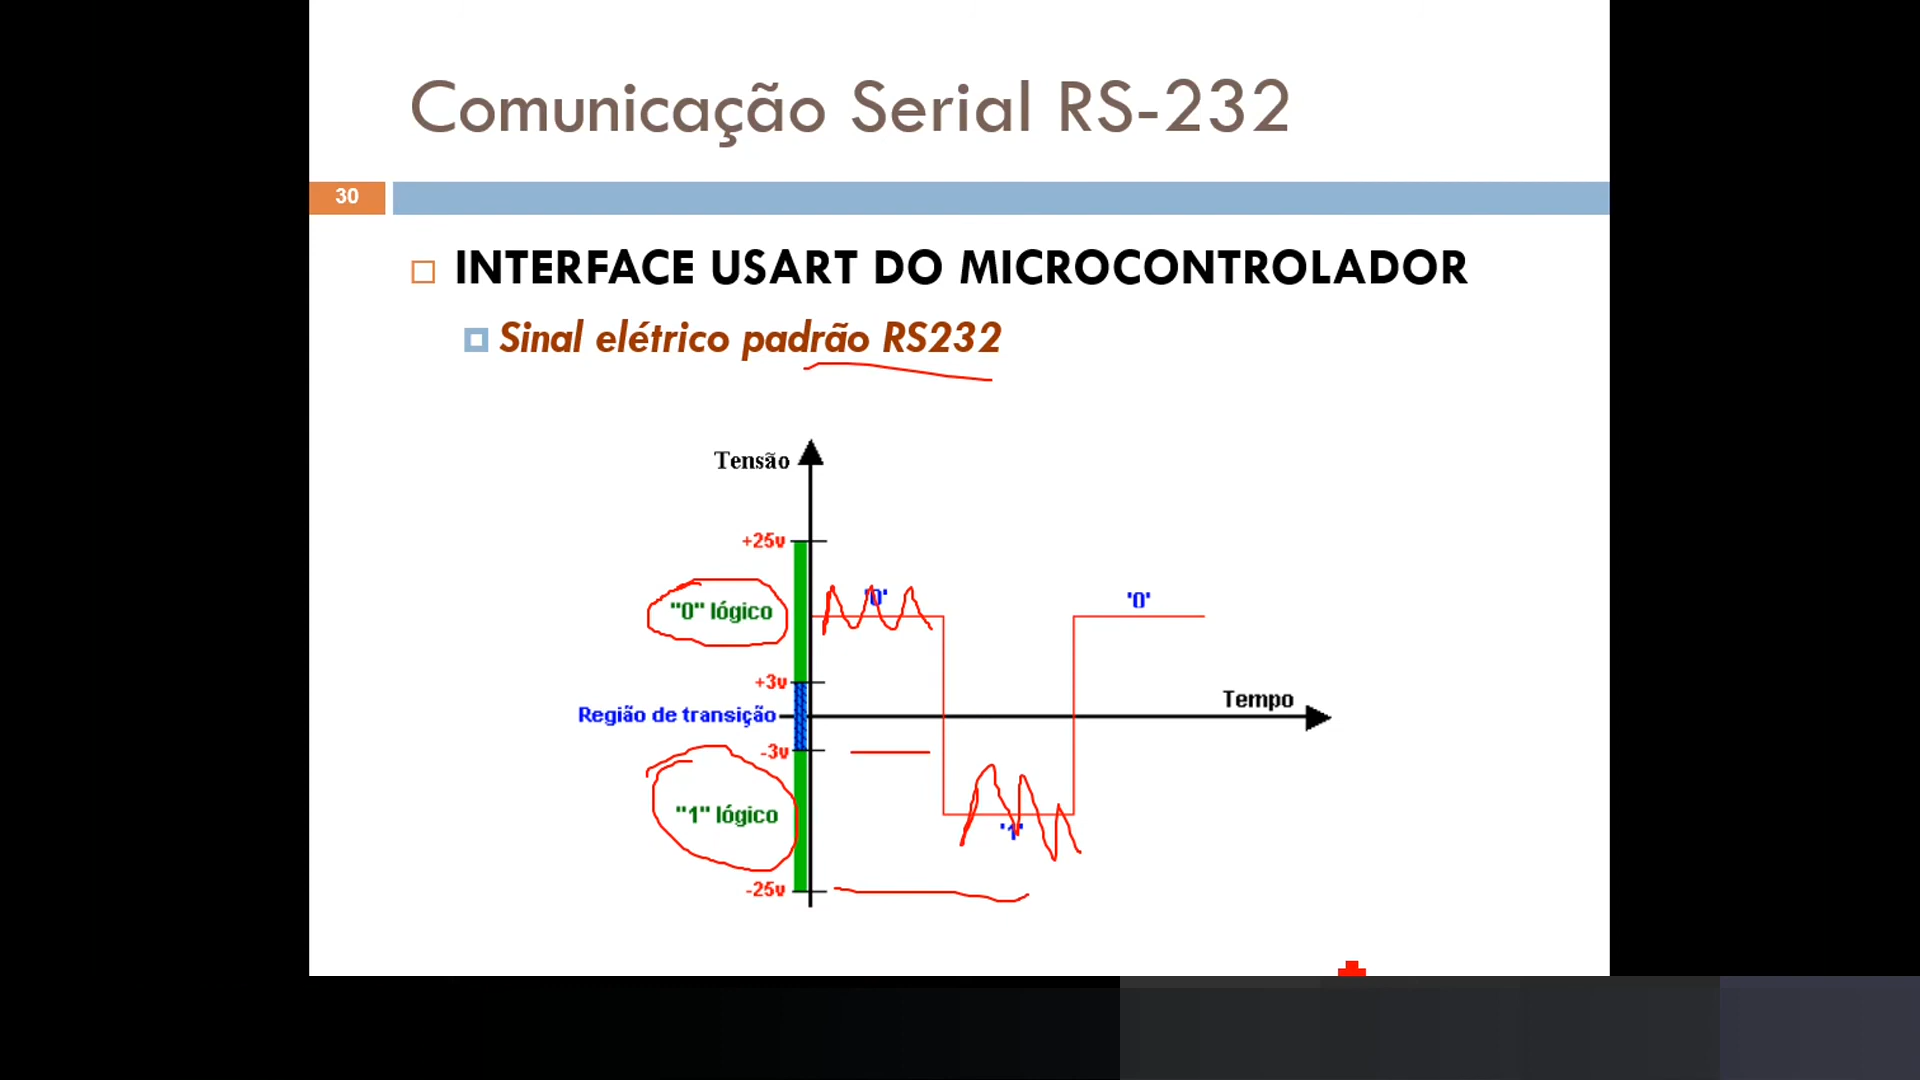 Comunicação Serial RS-232
30
INTERFACE USART DO MICROCONTROLADOR
Sinal elétrico padrão RS232
Tensão
+25v
"0" lógico
'0'
'0'
+3v
Tempo
Região de transição
-3v
"1" lógico
'1'
-25v